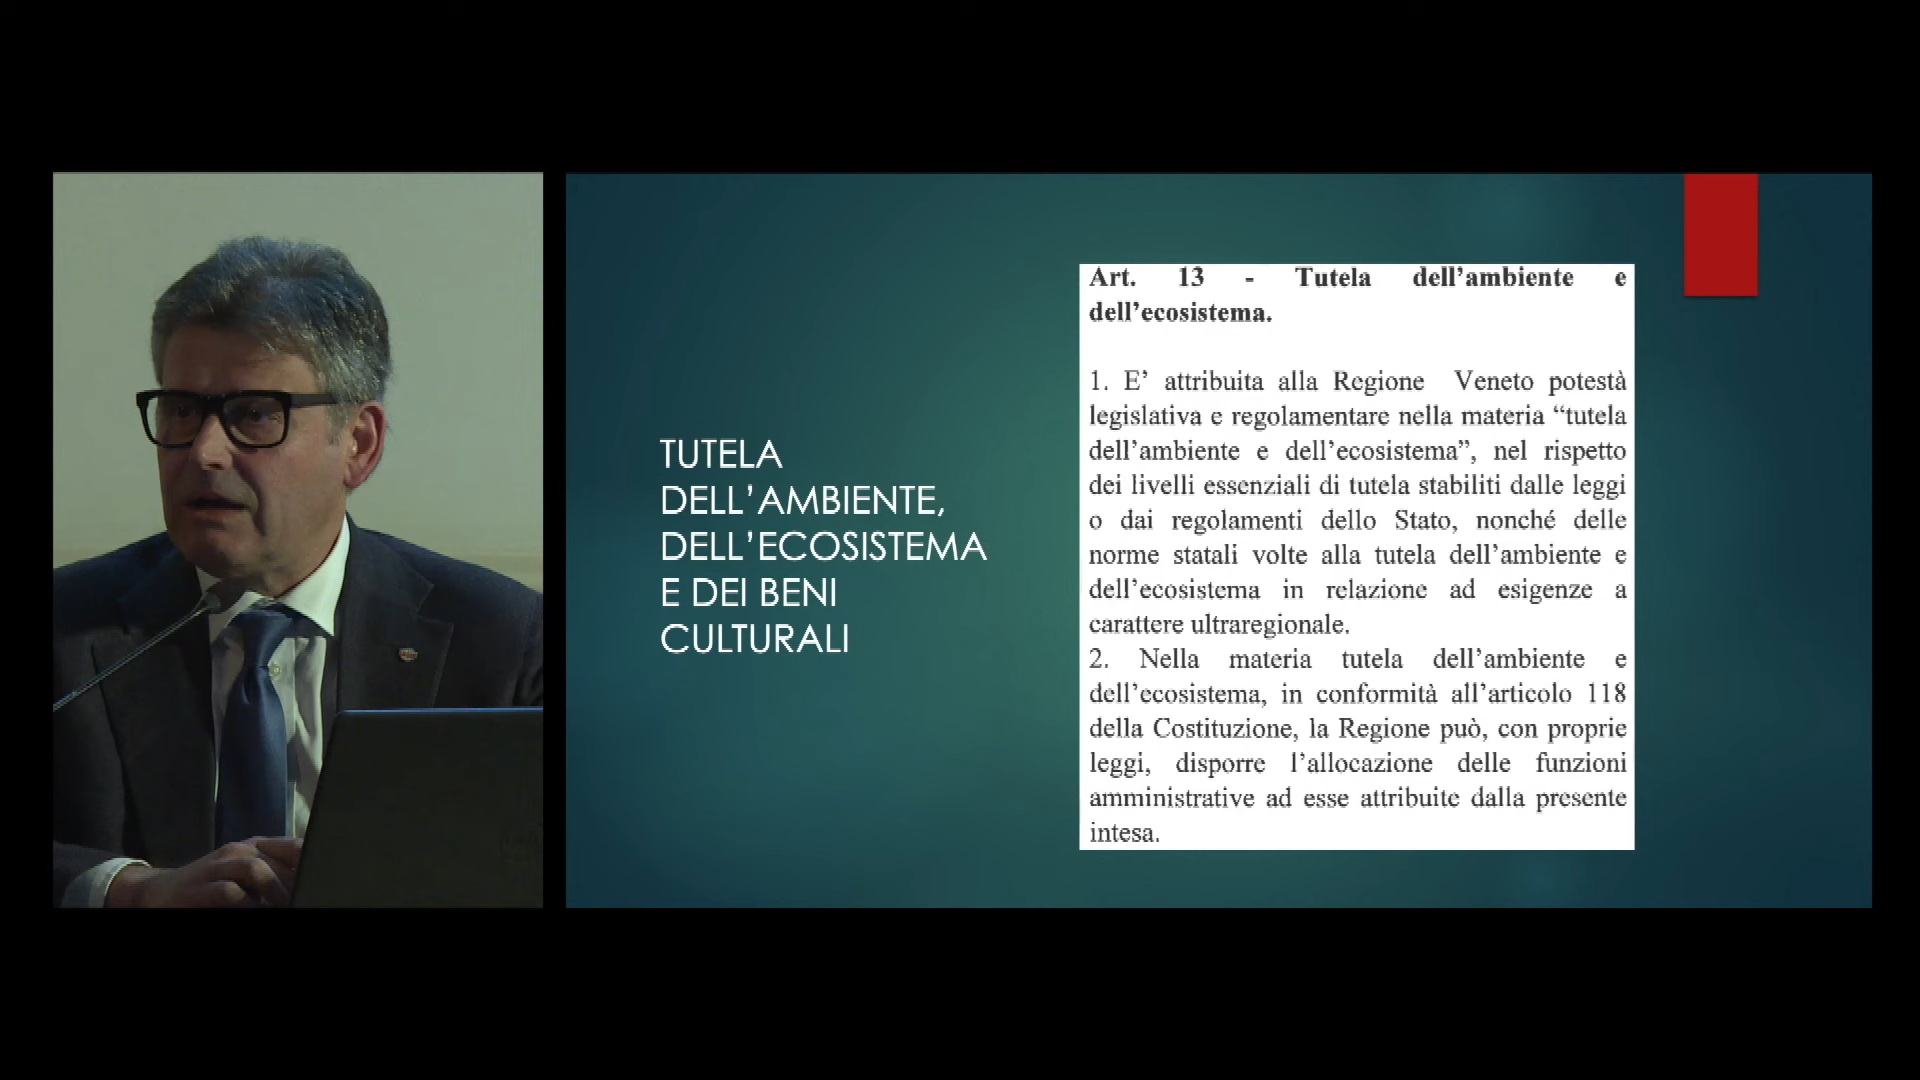 TUTELA
DELL’AMBIENTE,
DELL’ECOSISTEMA
E DEI BENI
CULTURALI
Art. 13 - Tutela dell’ambiente e
dell’ecosistema.
1. E’ attribuita alla Regione Veneto potestà
legislativa e regolamentare nella materia “tutela
dell’ambiente e dell’ecosistema”, nel rispetto
dei livelli essenziali di tutela stabiliti dalle leggi
o dai regolamenti dello Stato, nonché delle
norme statali volte alla tutela dell’ambiente e
dell’ecosistema in relazione ad esigenze a
carattere ultraregionale.
2. Nella materia tutela dell’ambiente e
dell’ecosistema, in conformità all’articolo 118
della Costituzione, la Regione può, con proprie
leggi, disporre l’allocazione delle funzioni
amministrative ad esse attribuite dalla presente
intesa.